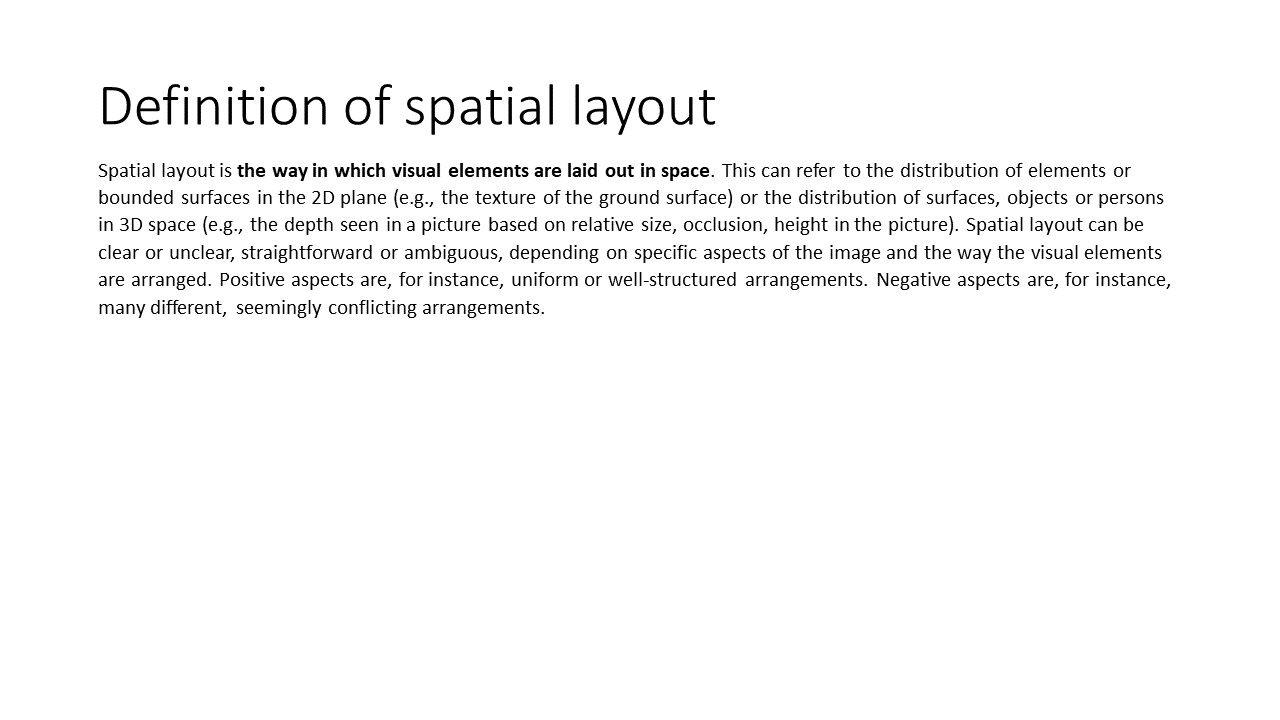 Definition of spatial layout
Spatial layout is the way in which visual elements are laid out in space. This can refer to the distribution of elements or
bounded surfaces in the 2D plane (e.g., the texture of the ground surface) or the distribution of surfaces, objects or persons
in 3D space (e.g., the depth seen in a picture based on relative size, occlusion, height in the picture). Spatial layout can be
clear or unclear, straightforward or ambiguous, depending on specific aspects of the image and the way the visual elements
are arranged. Positive aspects are, for instance, uniform or well-structured arrangements. Negative aspects are, for instance,
many different, seemingly conflicting arrangements.